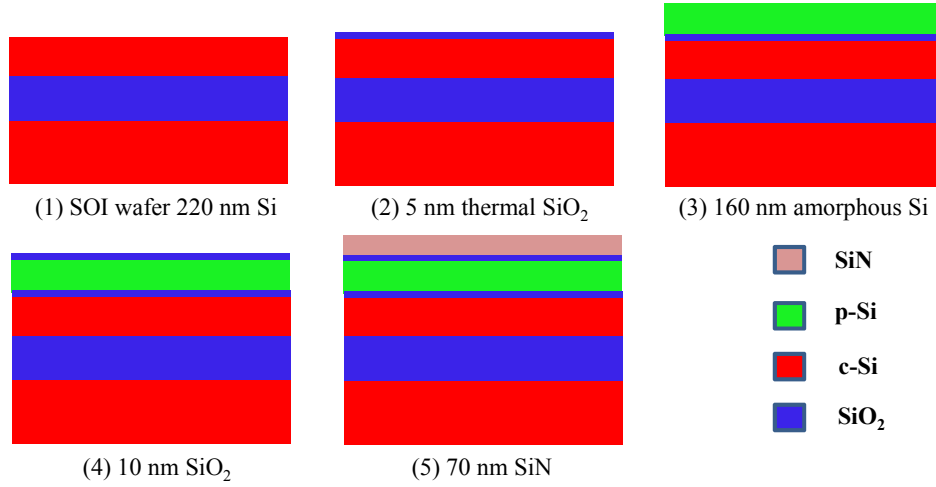 (1) SOI wafer 220 nm Si
(2) 5 nm thermal SiO₂
(3) 160 nm amorphous Si
SiN
p-Si
c-Si
SiO₂
(4) 10 nm SiO₂
(5) 70 nm SiN